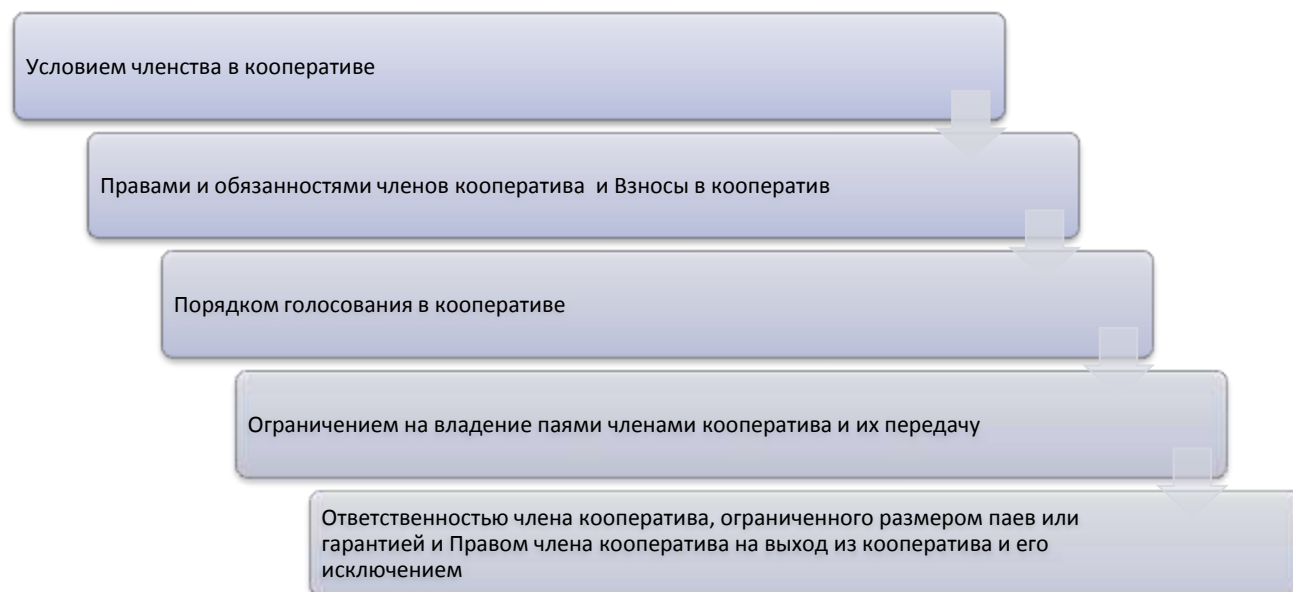 Условием членства в кооперативе
Правами и обязанностями членов кооператива  и Взносы в кооператив
Порядком голосования в кооперативе
Ограничением на владение паями членами кооператива и их передачу
Ответственностью члена кооператива, ограниченного размером паев или
гарантией и Правом члена кооператива на выход из кооператива и его
исключением